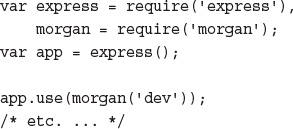 var express = require('express'),
    morgan = require('morgan');
var app = express();

app.use(morgan('dev'));
/* etc. ... */